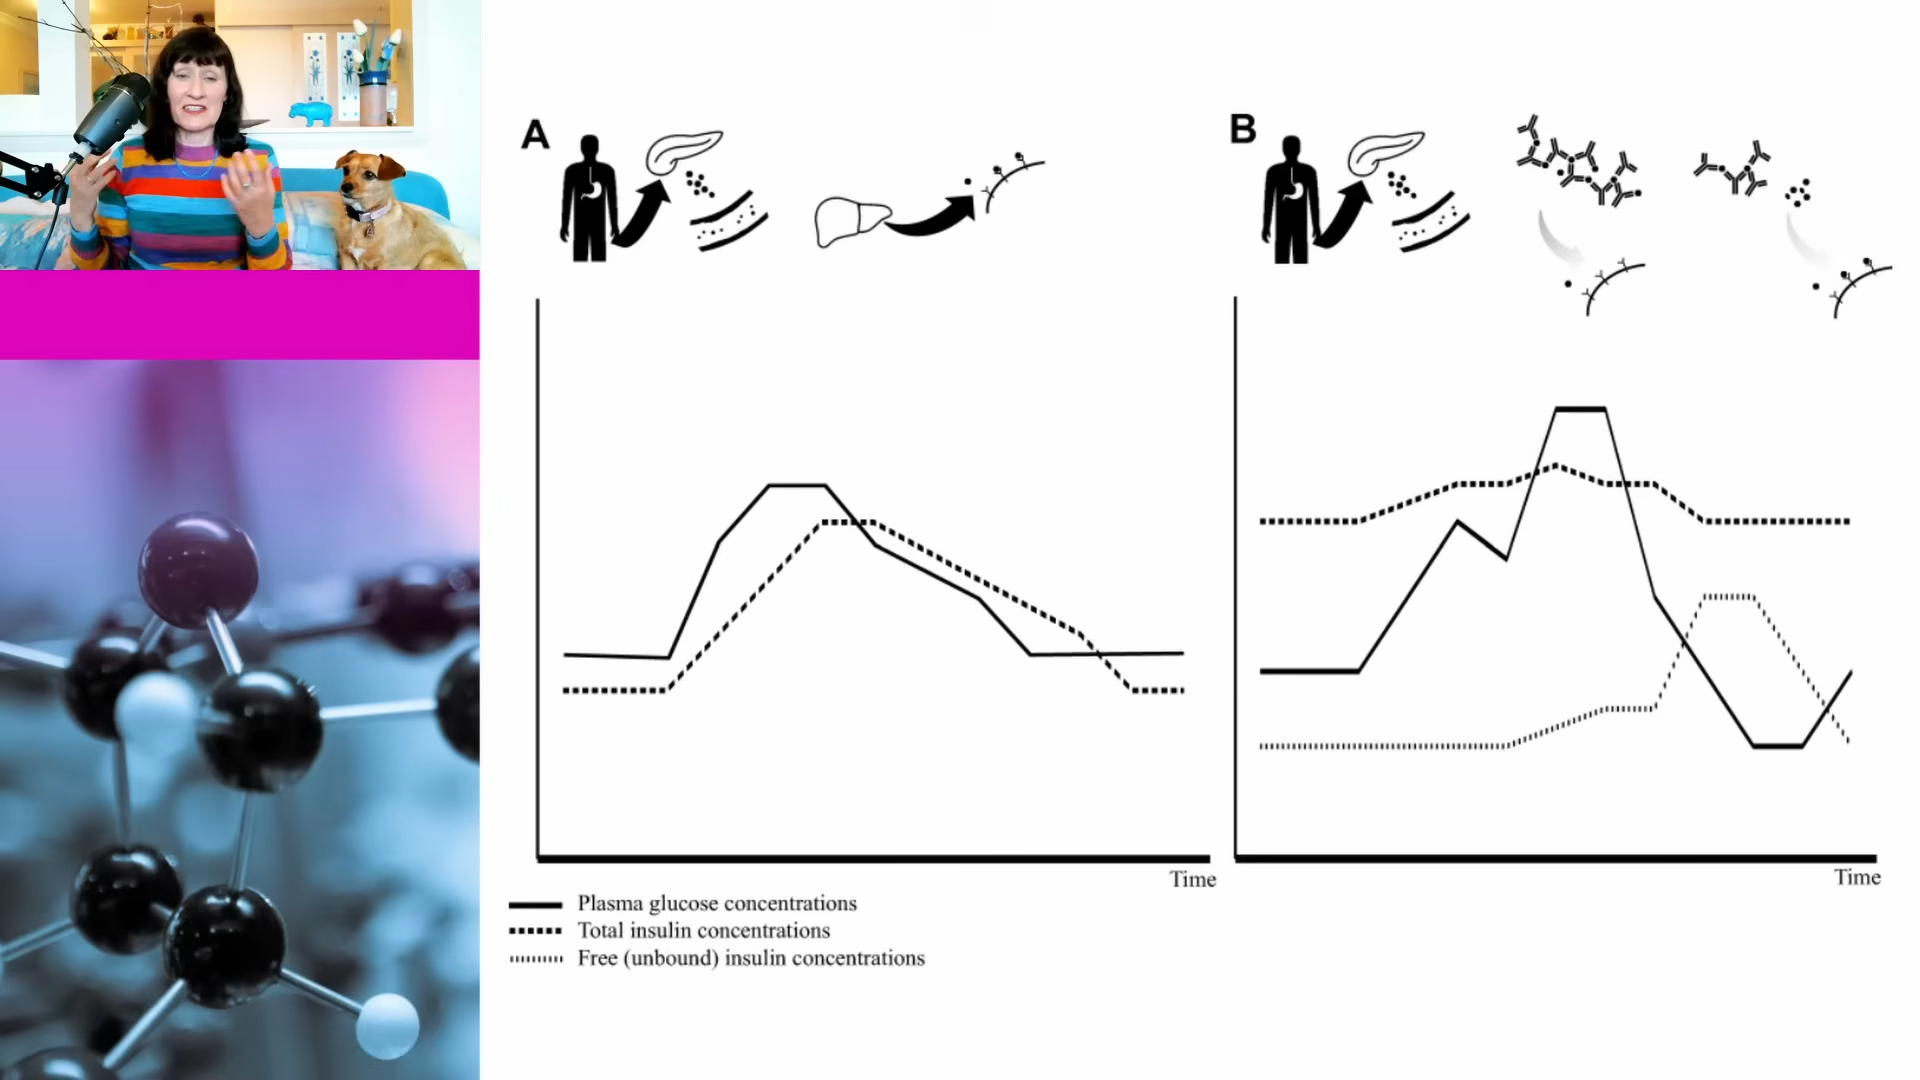 A
B
Time
Time
Plasma glucose concentrations
Total insulin concentrations
Free (unbound) insulin concentrations